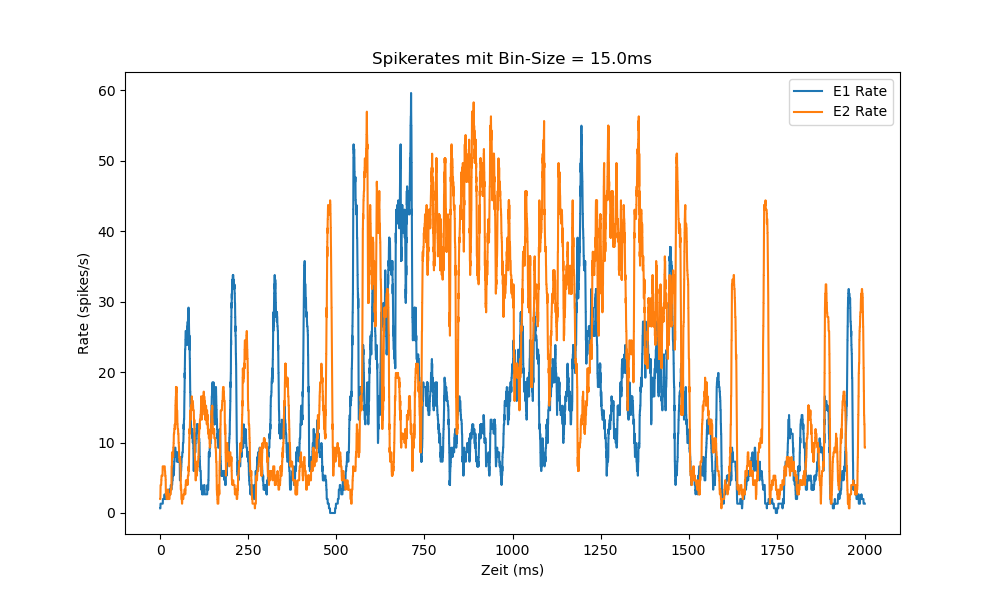 Spikerates mit Bin-Size = 15.0ms
E1 Rate
E2 Rate
Rate (spikes/s)
60
50
40
30
20
10
0
0 250 500 750 1000 1250 1500 1750 2000
Zeit (ms)